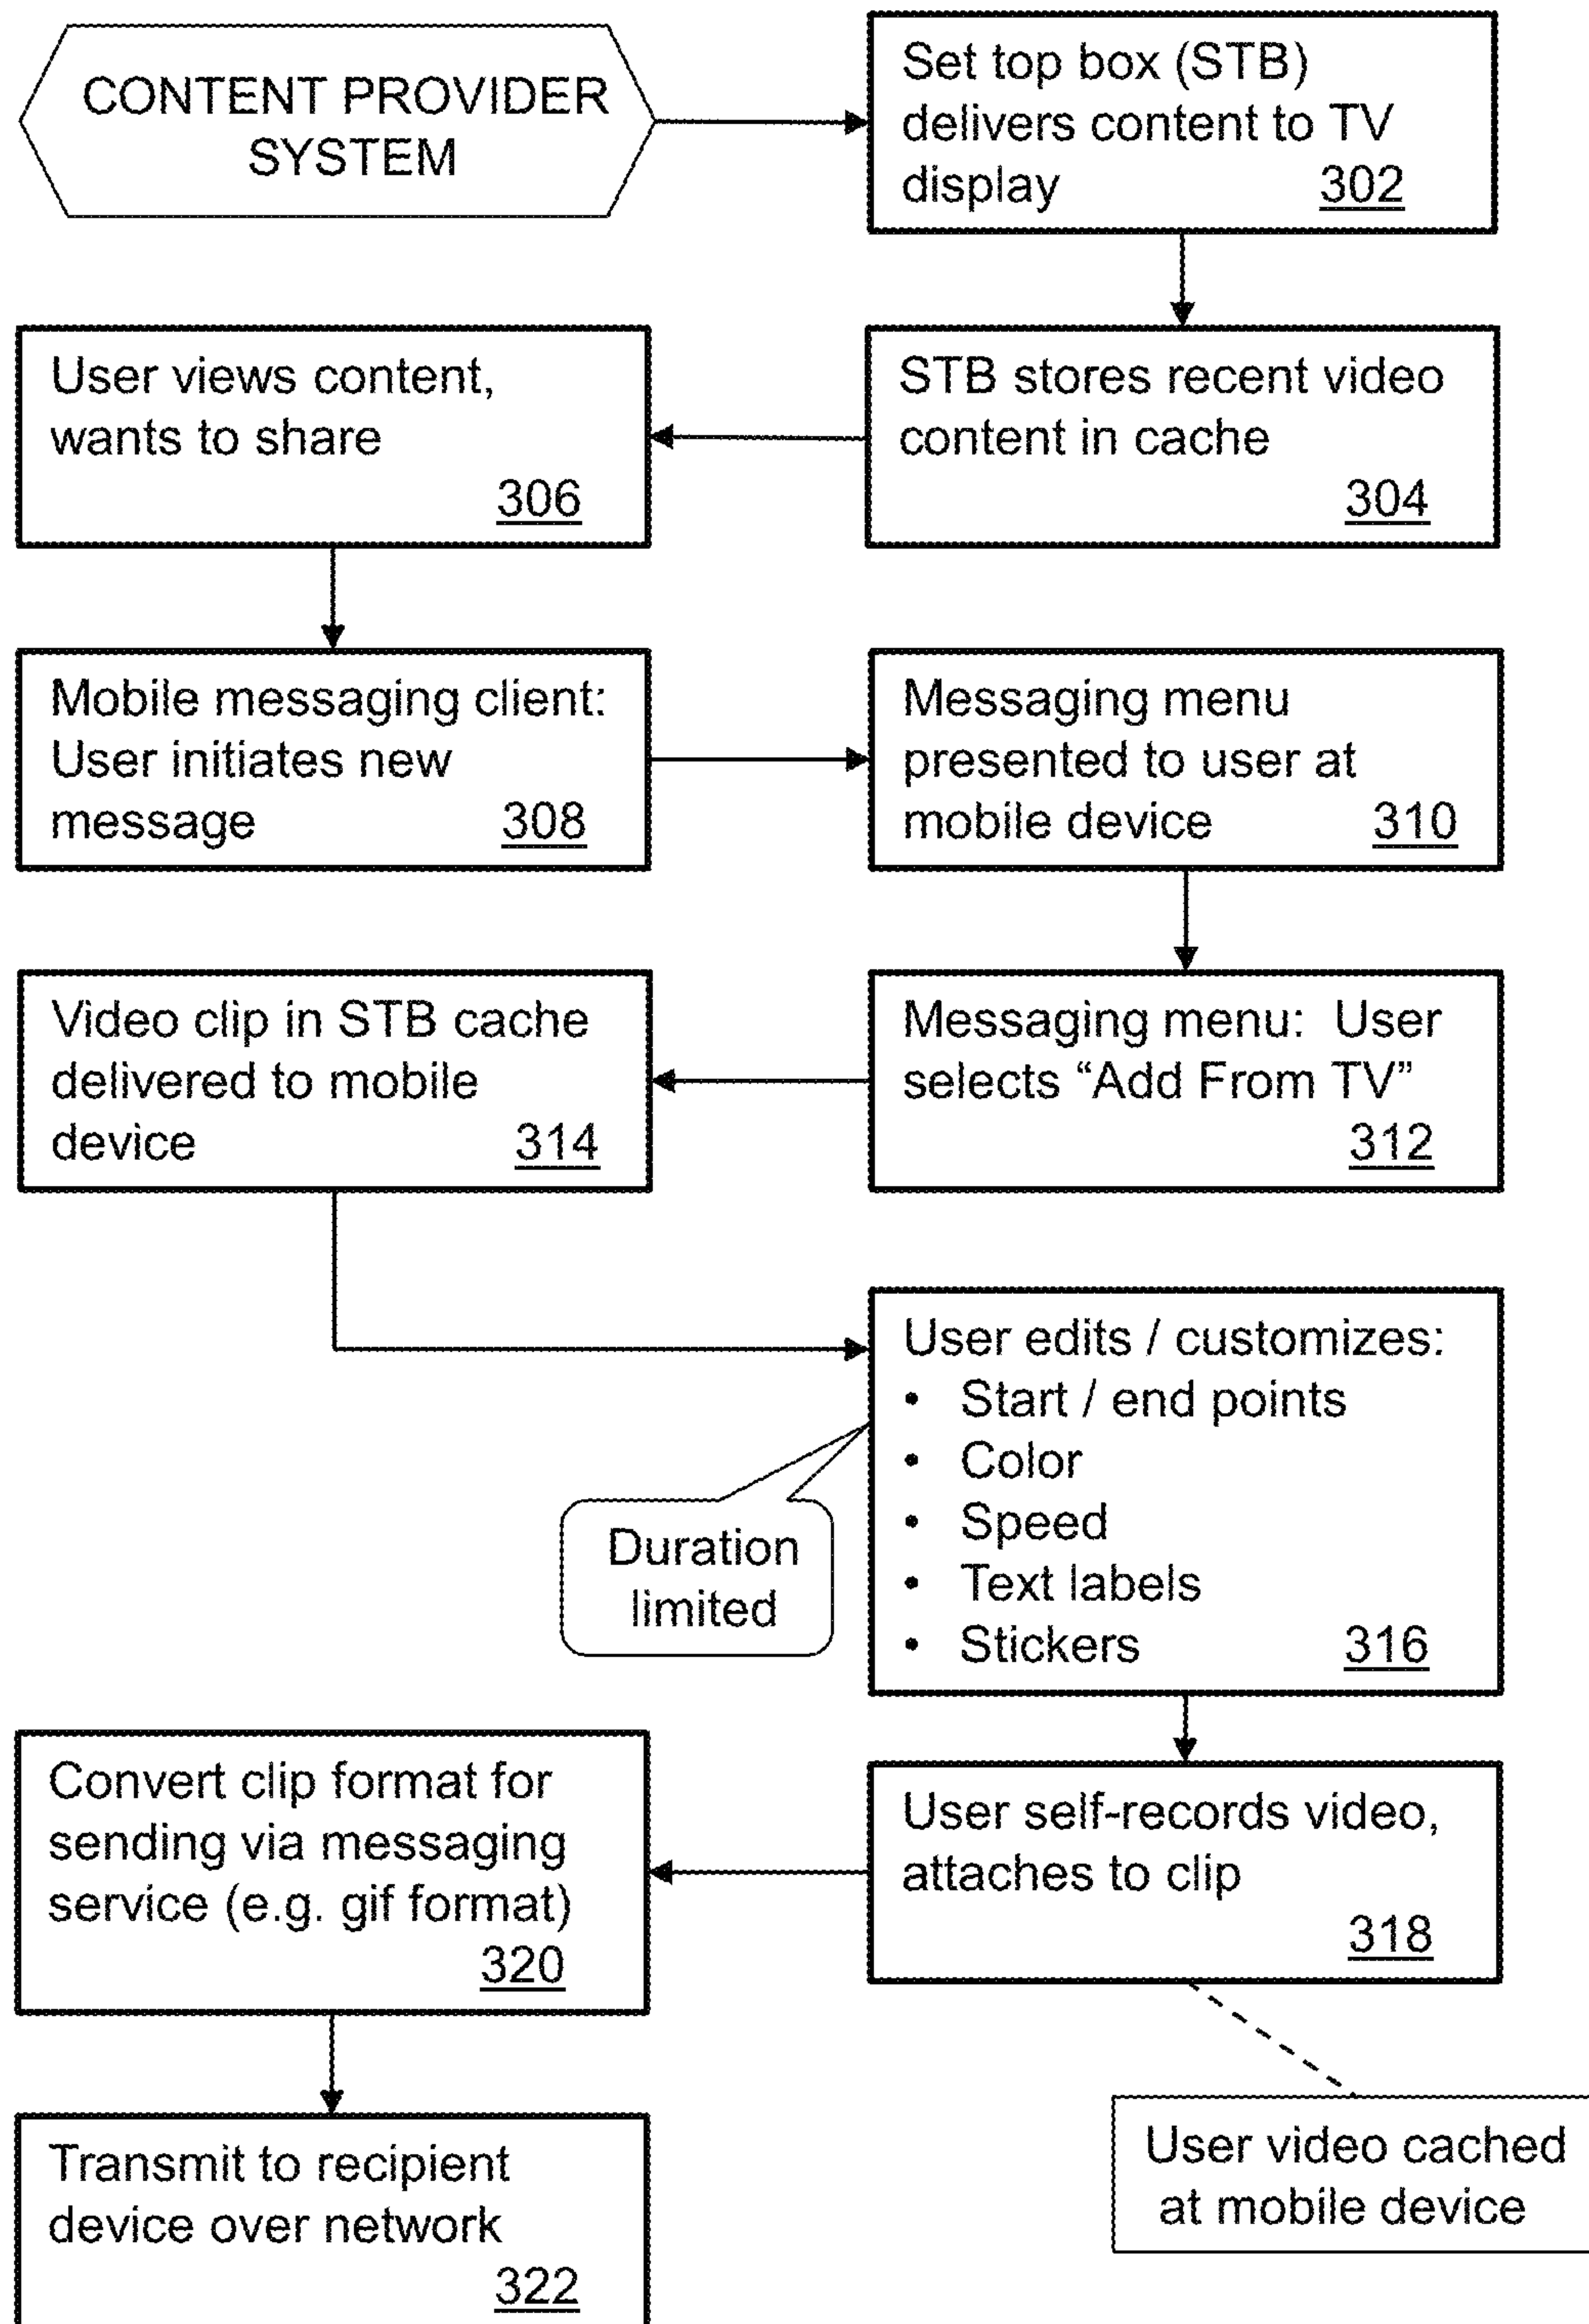 CONTENT PROVIDER
SYSTEM
Set top box (STB)
delivers content to TV
display 302
User views content,
wants to share
306
STB stores recent video
content in cache
304
Mobile messaging client:
User initiates new
message 308
Messaging menu
presented to user at
mobile device 310
Video clip in STB cache
delivered to mobile
device 314
Messaging menu: User
selects “Add From TV”
312
User edits / customizes:
• Start / end points
• Color
• Speed
• Text labels
• Stickers 316
Duration
limited
Convert clip format for
sending via messaging
service (e.g. gif format)
320
User self-records video,
attaches to clip
318
Transmit to recipient
device over network
322
User video cached
at mobile device